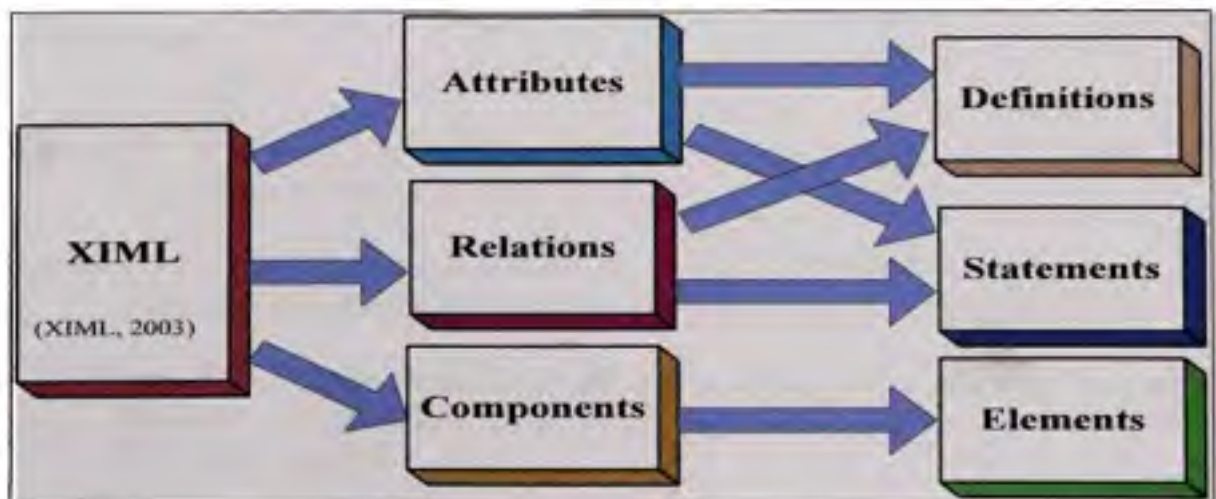 Attributes
Definitions
XIML
(XIML, 2003)
Relations
Statements
Components
Elements